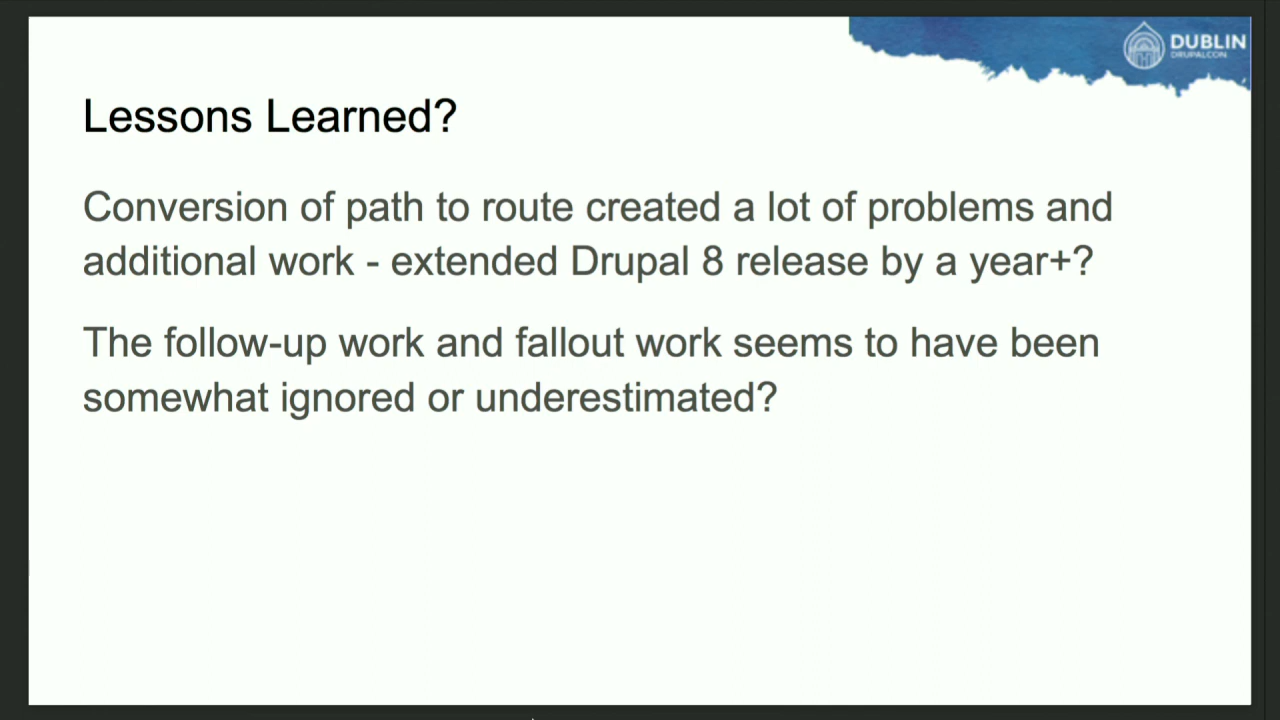 DUBLIN
DRUPALCON
Lessons Learned?
Conversion of path to route created a lot of problems and
additional work - extended Drupal 8 release by a year+?
The follow-up work and fallout work seems to have been
somewhat ignored or underestimated?